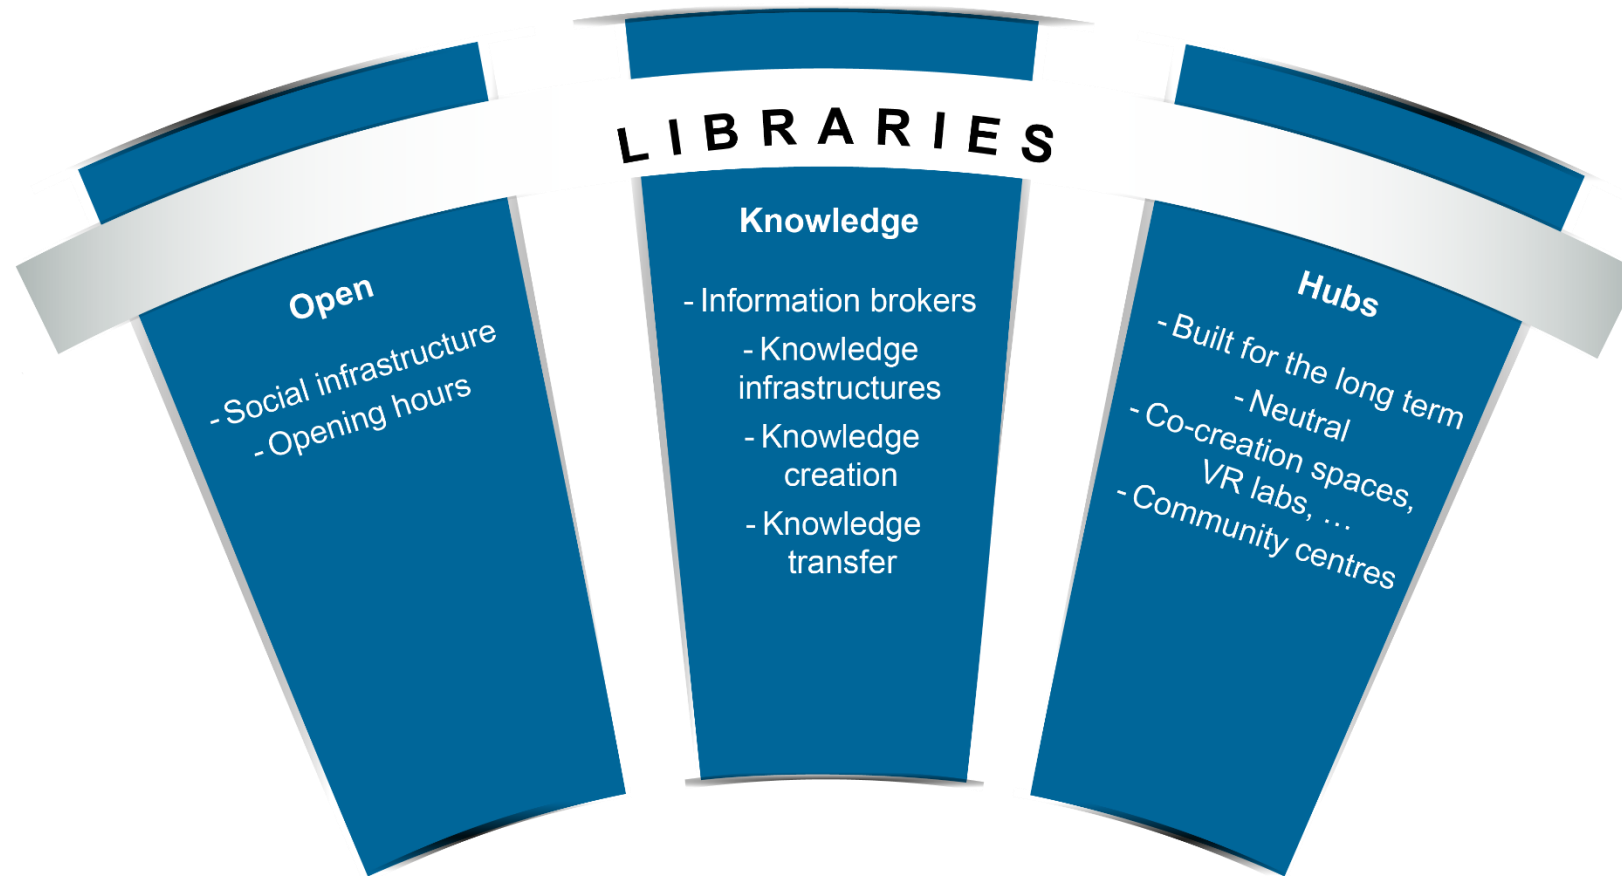 LIBRARIES
Open
- Social infrastructure
- Opening hours
Knowledge
- Information brokers
- Knowledge
infrastructures
- Knowledge
creation
- Knowledge
transfer
Hubs
- Built for the long term
- Neutral
- Co-creation spaces,
VR labs, …
- Community centres